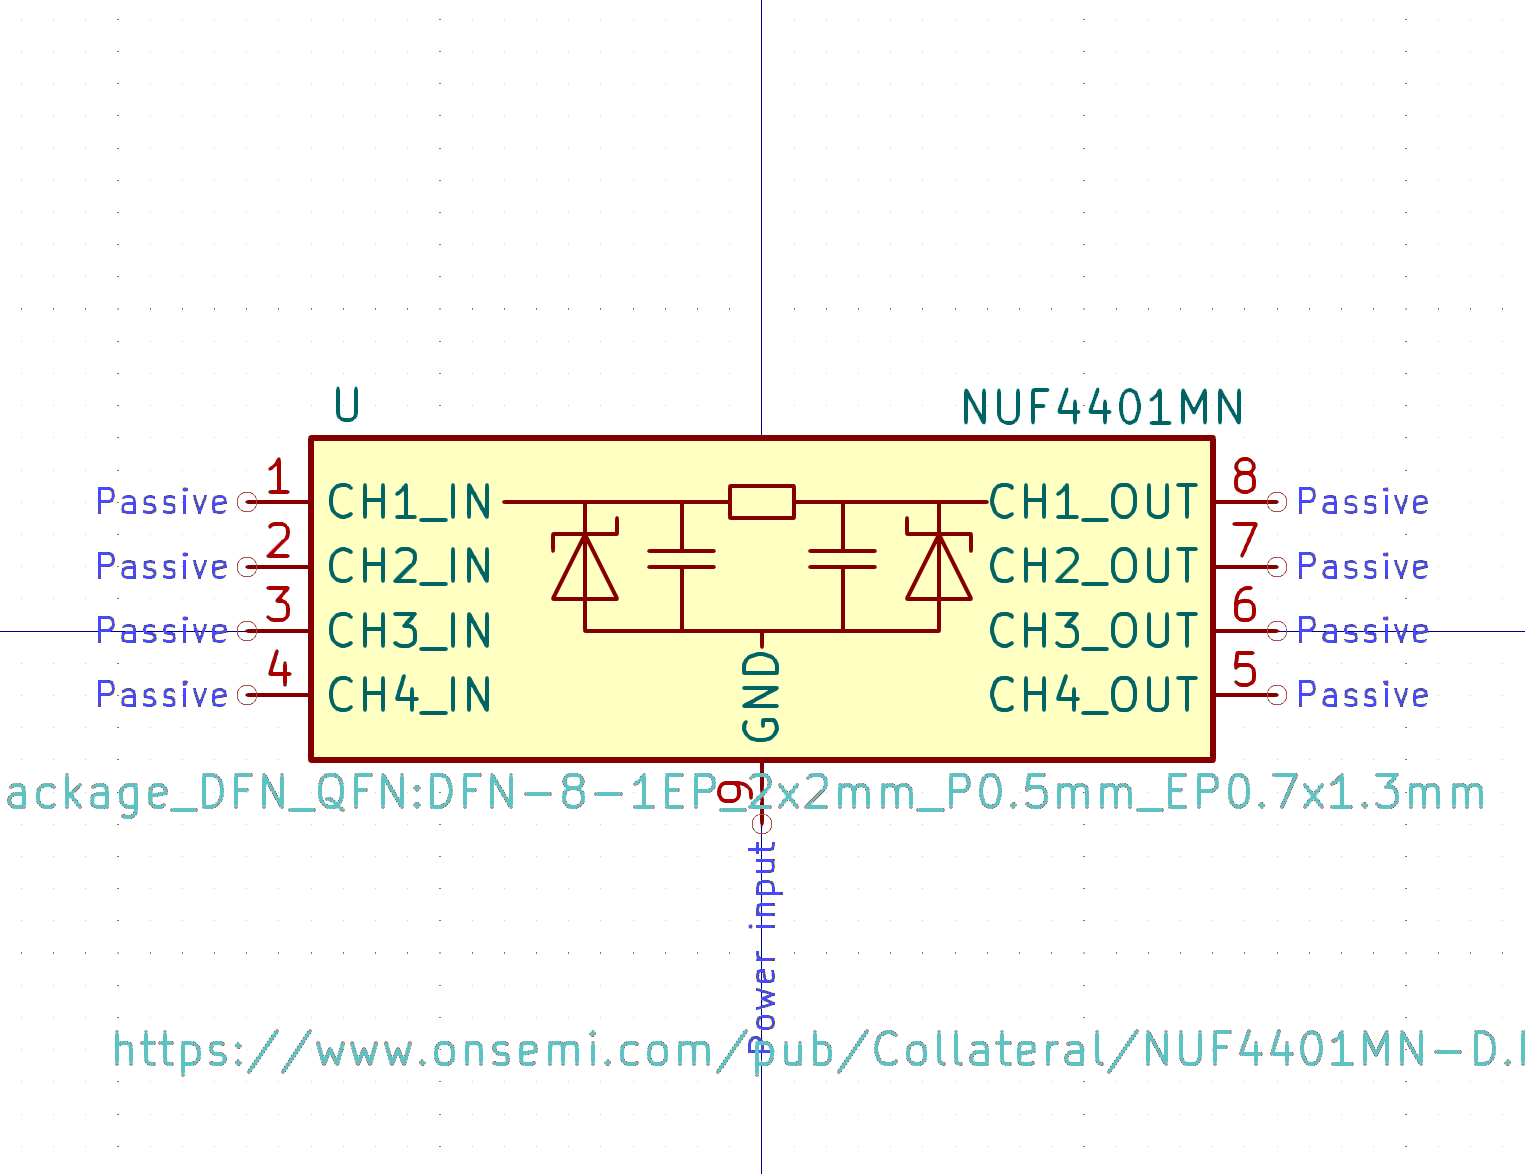 U NUF4401MN
Passive 1 CH1_IN CH1_OUT 8 Passive
Passive 2 CH2_IN CH2_OUT 7 Passive
Passive 3 CH3_IN CH3_OUT 6 Passive
Passive 4 CH4_IN CH4_OUT 5 Passive
GND
9
ackage_DFN_QFN:DFN-8-1EP_2x2mm_P0.5mm_EP0.7x1.3mm
Power input
https://www.onsemi.com/pub/Collateral/NUF4401MN-D.